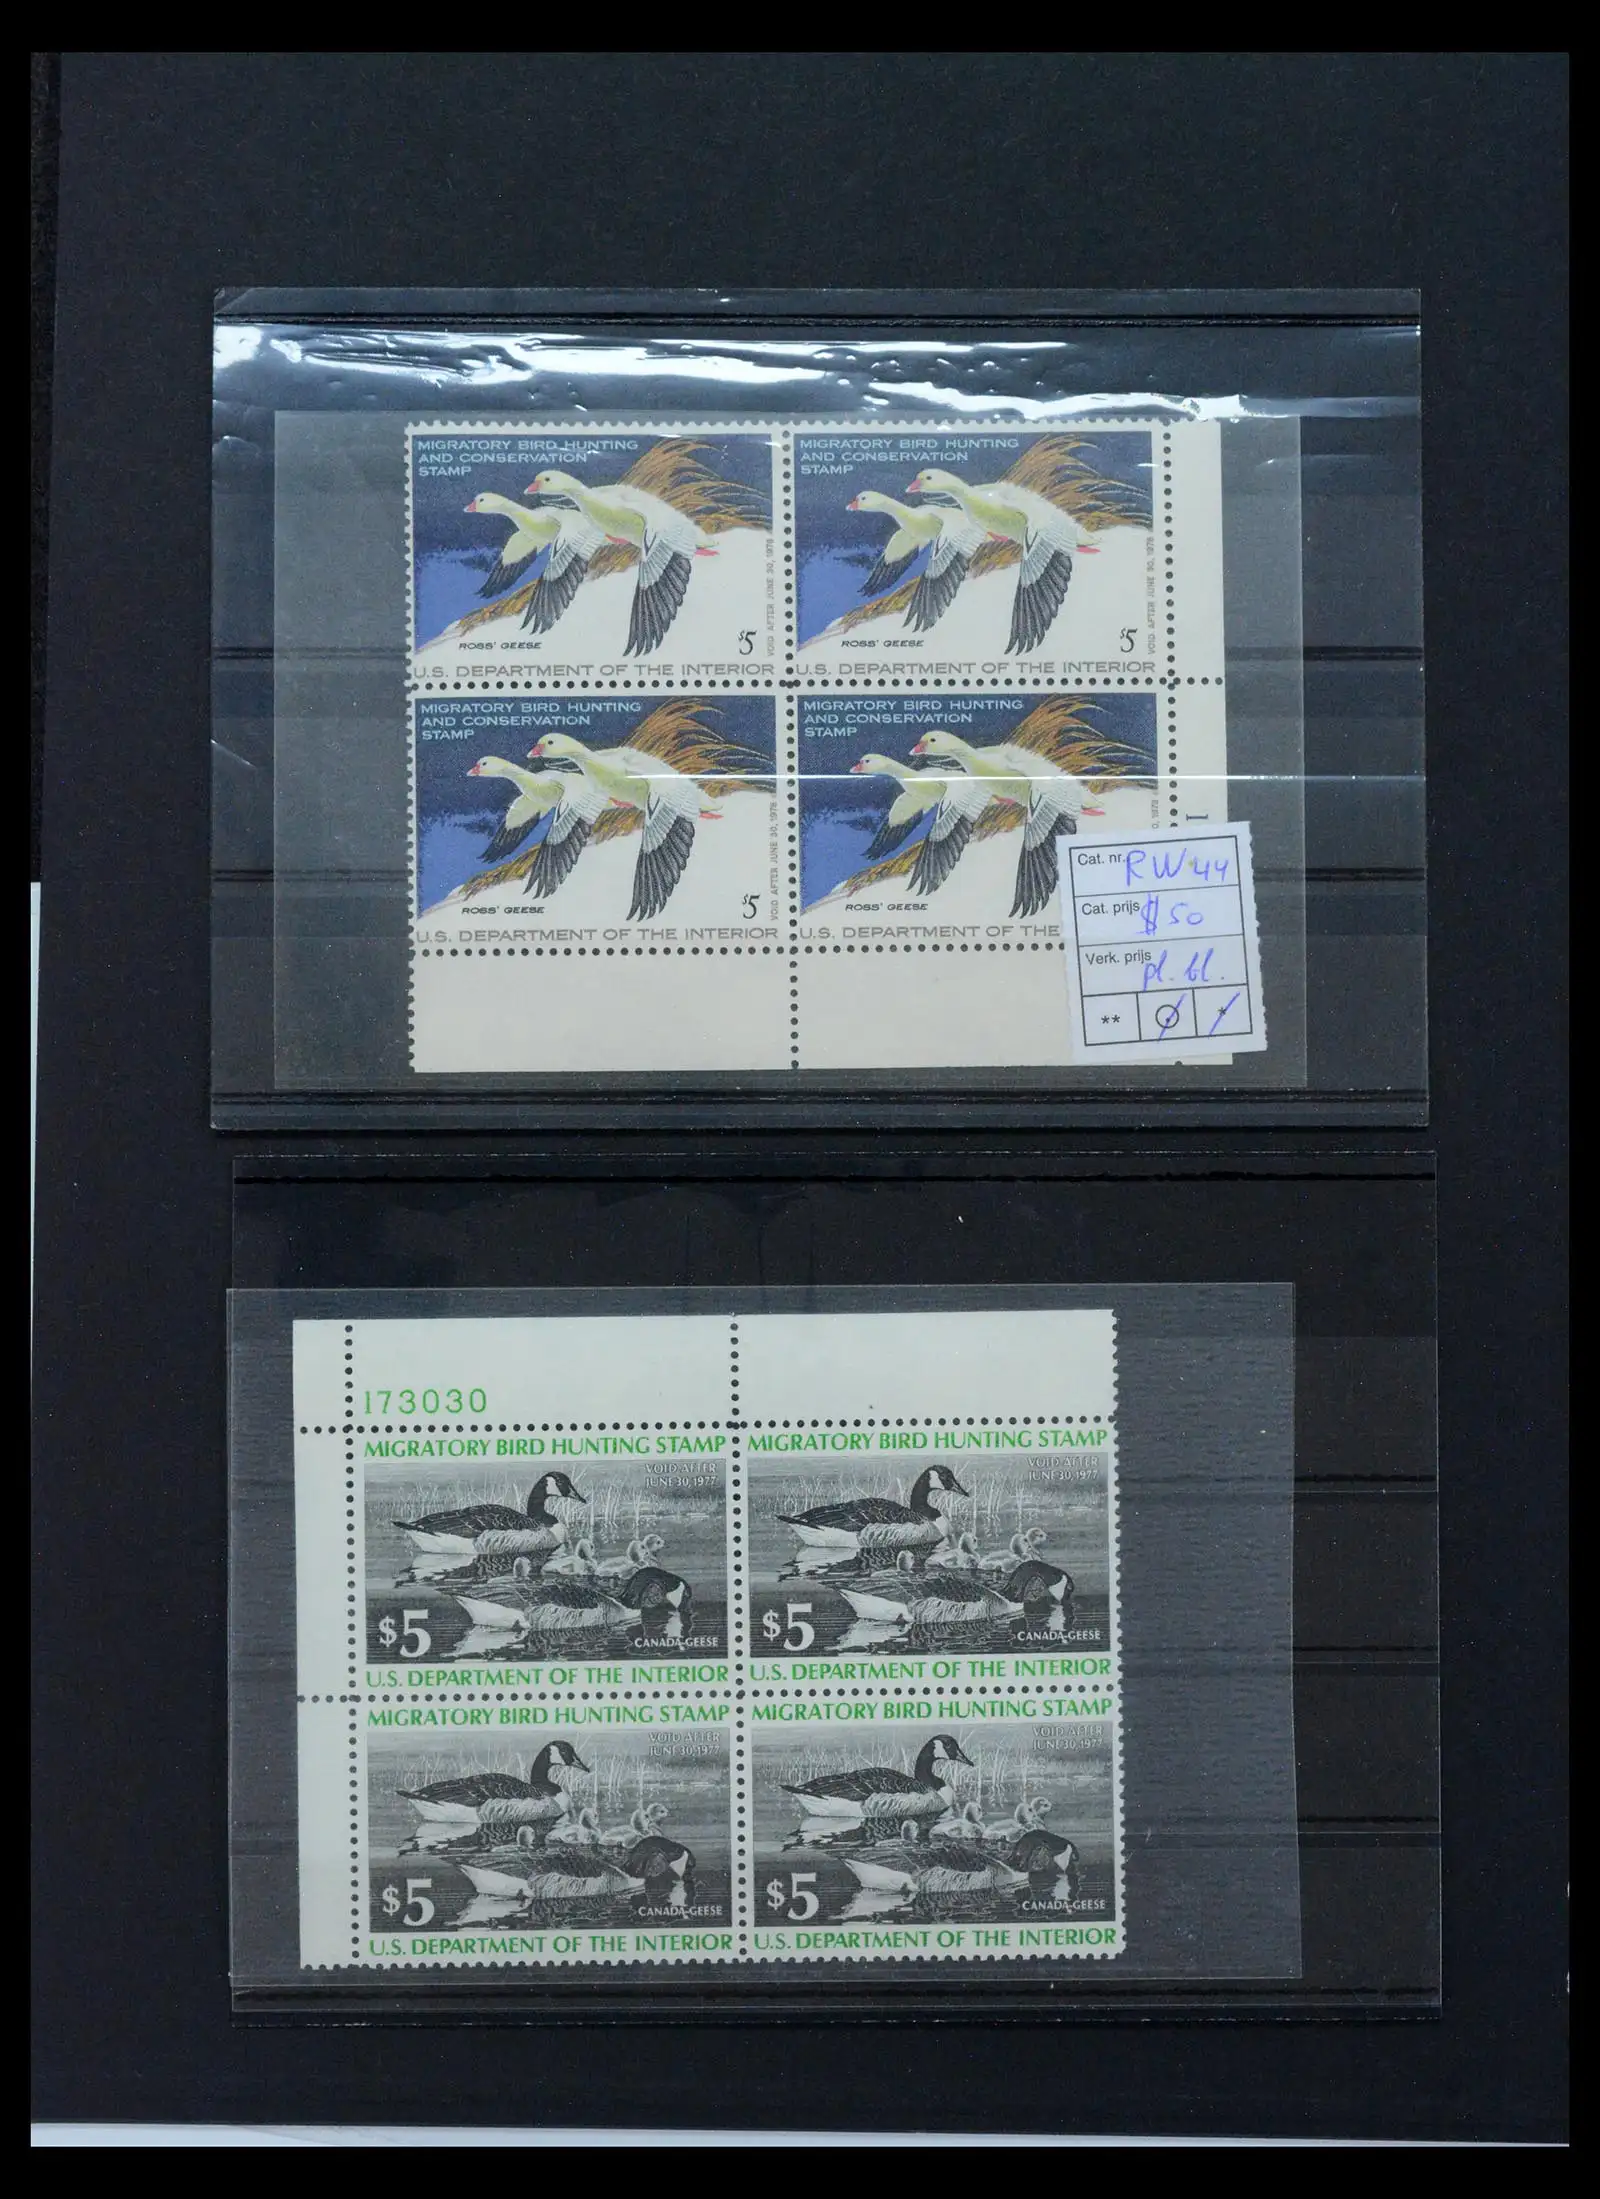 MIGRATORY BIRD HUNTING
AND CONSERVATION
STAMP
VOID AFTER JUNE 30, 1978
ROSS' GEESE
$5
U.S. DEPARTMENT OF THE INTERIOR
MIGRATORY BIRD HUNTING
AND CONSERVATION
STAMP
VOID AFTER JUNE 30, 1978
ROSS' GEESE
$5
U.S. DEPARTMENT OF THE INTERIOR
MIGRATORY BIRD HUNTING
AND CONSERVATION
STAMP
VOID AFTER JUNE 30, 1978
ROSS' GEESE
$5
U.S. DEPARTMENT OF THE INTERIOR
MIGRATORY BIRD HUNTING
AND CONSERVATION
STAMP
1978
ROSS' GEESE
U.S. DEPARTMENT OF THE
1
Cat. nr. RW 44
Cat. prijs $50
Verk. prijs pl. bl.
** *
173030
MIGRATORY BIRD HUNTING STAMP
VOID AFTER
JUNE 30, 1977
$5
CANADA GEESE
U.S. DEPARTMENT OF THE INTERIOR
MIGRATORY BIRD HUNTING STAMP
VOID AFTER
JUNE 30, 1977
$5
CANADA GEESE
U.S. DEPARTMENT OF THE INTERIOR
MIGRATORY BIRD HUNTING STAMP
VOID AFTER
JUNE 30, 1977
$5
CANADA GEESE
U.S. DEPARTMENT OF THE INTERIOR
MIGRATORY BIRD HUNTING STAMP
VOID AFTER
JUNE 30, 1977
$5
CANADA GEESE
U.S. DEPARTMENT OF THE INTERIOR